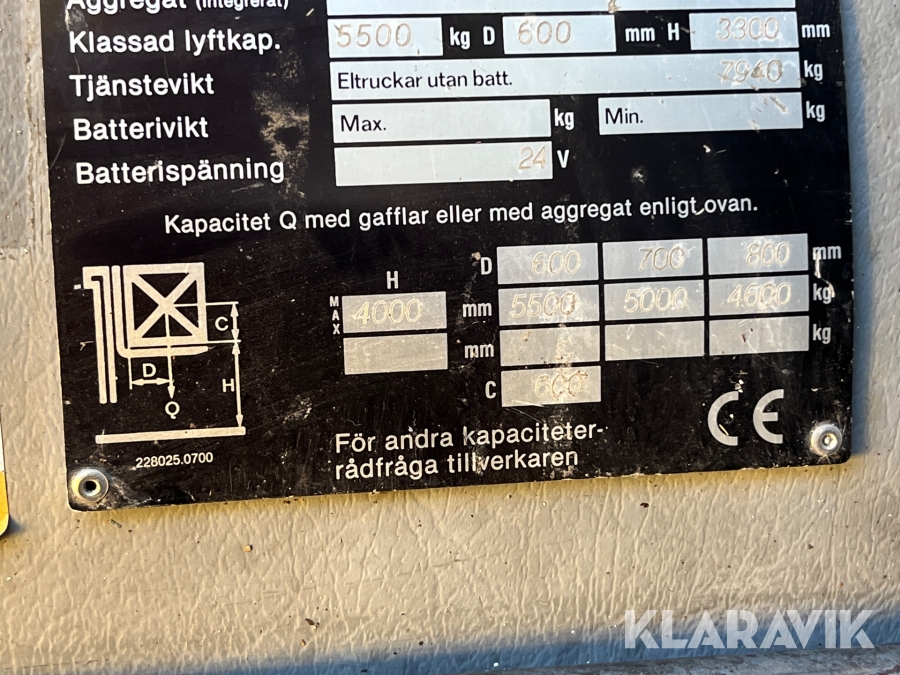 Aggregat (integrerat)
Klassad lyftkap. 5500 kg D 600 mm H 3300 mm
Tjänstevikt Eltruckar utan batt. 7940 kg
Batterivikt Max. kg Min. kg
Batterispänning 24 V
Kapacitet Q med gafflar eller med aggregat enligt ovan.
H D 600 700 800 mm
MAX 4000 mm 5500 5000 4600 kg
mm kg
C 600
C
D H
Q
CE
För andra kapaciteter-
rådfråga tillverkaren
228025.0700
KLARAVIK